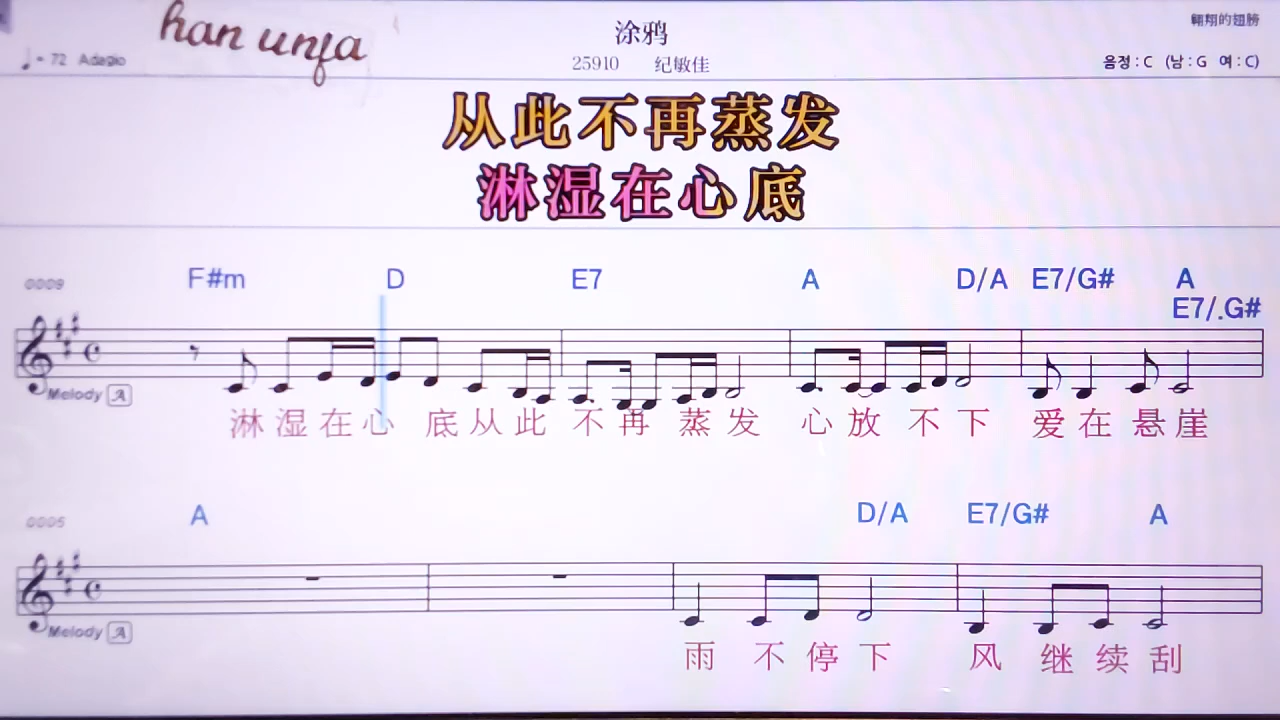 han unja
涂鸦
翱翔的翅膀
♩= 72 Adagio
25910 纪敏佳
음정 : C (남 : G 여 : C)
从此不再蒸发
淋湿在心底
0009
F#m D E7 A D/A E7/G# A
E7/.G#
Melody A
淋湿在心 底从此 不再 蒸发 心放 不下 爱在悬崖
0005
A D/A E7/G# A
Melody A
雨 不停下 风 继续刮